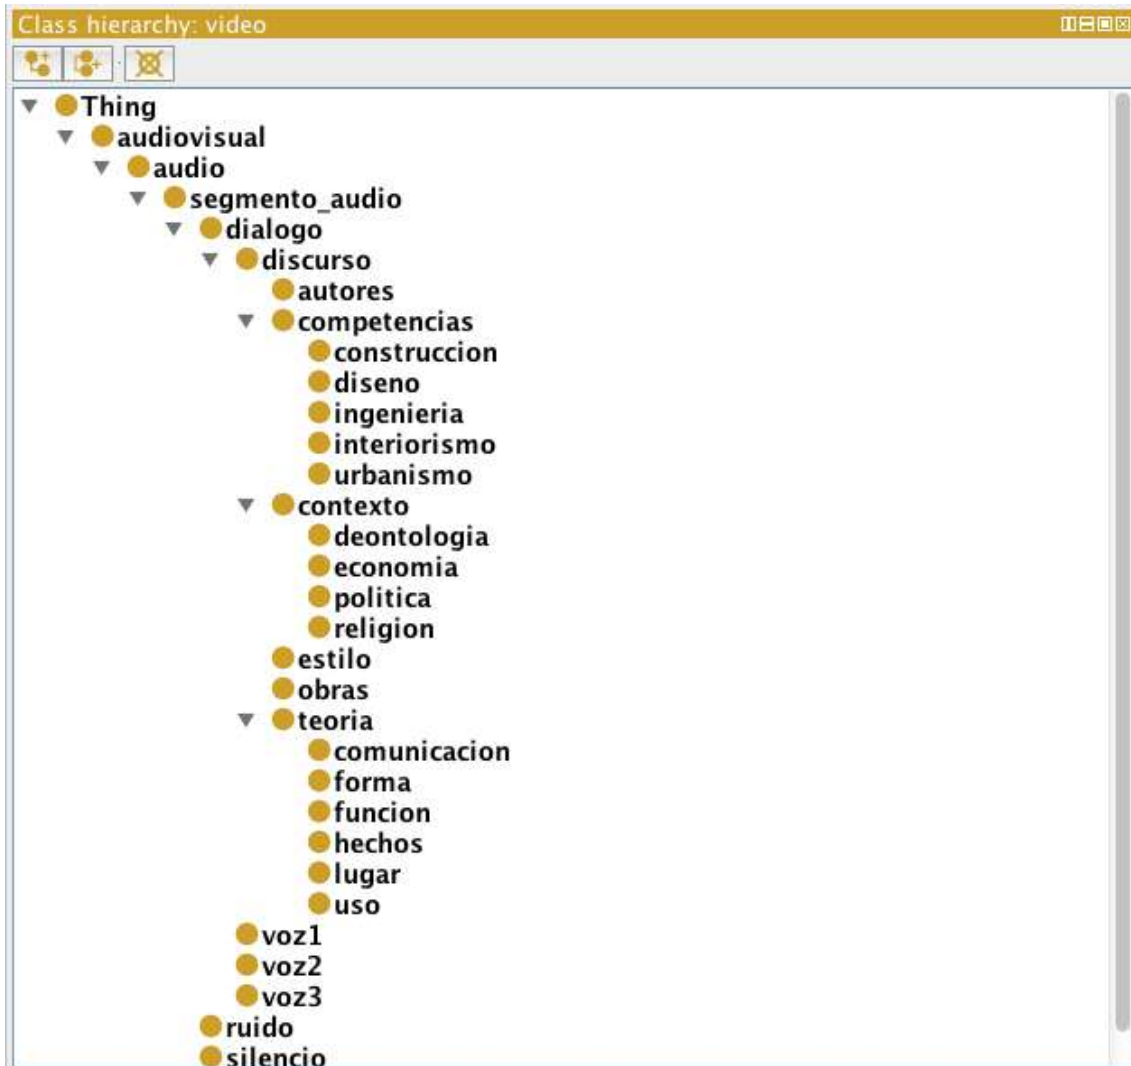 Class hierarchy: video
Thing
audiovisual
audio
segmento_audio
dialogo
discurso
autores
competencias
construccion
diseno
ingenieria
interiorismo
urbanismo
contexto
deontologia
economia
politica
religion
estilo
obras
teoria
comunicacion
forma
funcion
hechos
lugar
uso
voz1
voz2
voz3
ruido
silencio